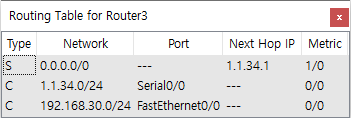 Routing Table for Router3
Type Network Port Next Hop IP Metric
S 0.0.0.0/0 --- 1.1.34.1 1/0
C 1.1.34.0/24 Serial0/0 --- 0/0
C 192.168.30.0/24 FastEthernet0/0 --- 0/0